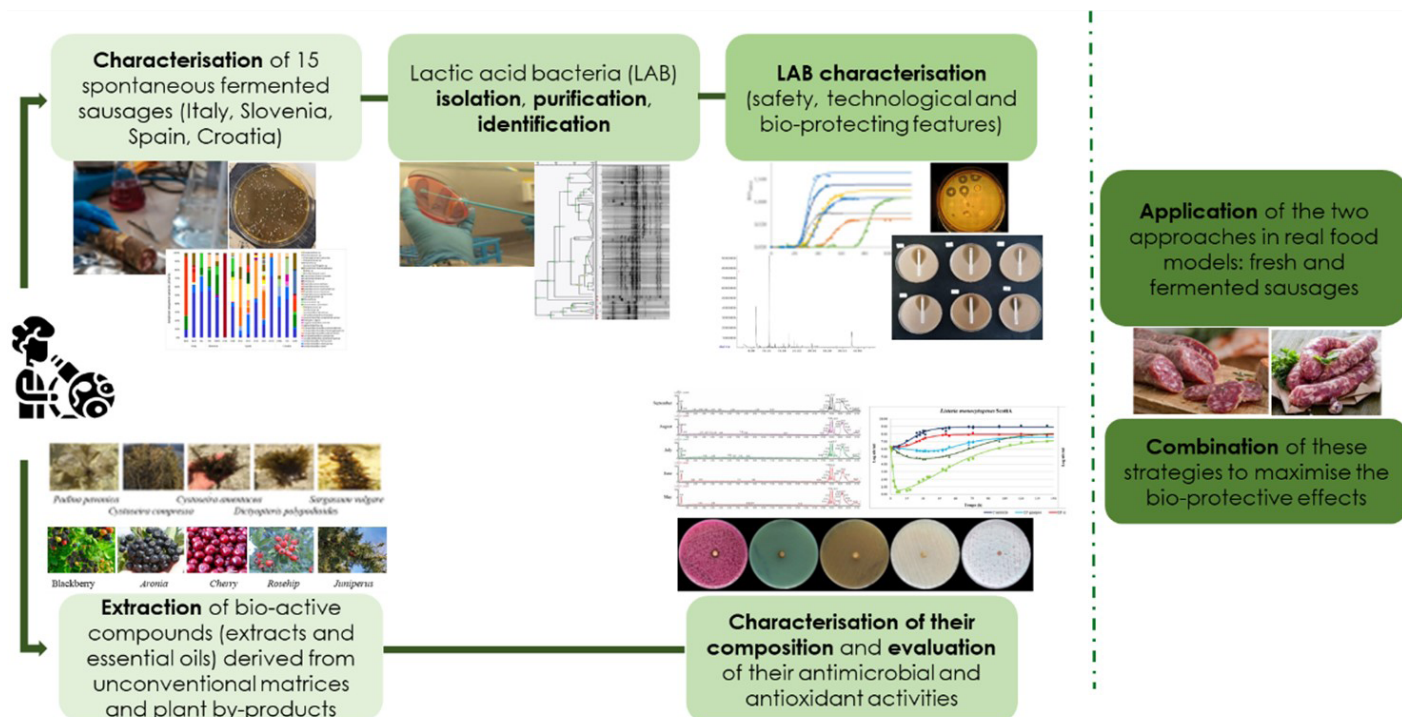 Characterisation of 15
spontaneous fermented
sausages (Italy, Slovenia,
Spain, Croatia)
Lactic acid bacteria (LAB)
isolation, purification,
identification
LAB characterisation
(safety, technological and
bio-protecting features)
Application of the two
approaches in real food
models: fresh and
fermented sausages
Combination of these
strategies to maximise the
bio-protective effects
September
August
July
June
May
Listeria monocytogenes ScottA
Padina pavonica
Cystoseira compressa
Cystoseira amentacea
Dictyopteris polypodioides
Sargassum vulgare
Blackberry
Aronia
Cherry
Rosehip
Juniperus
Extraction of bio-active
compounds (extracts and
essential oils) derived from
unconventional matrices
and plant by-products
Characterisation of their
composition and evaluation
of their antimicrobial and
antioxidant activities